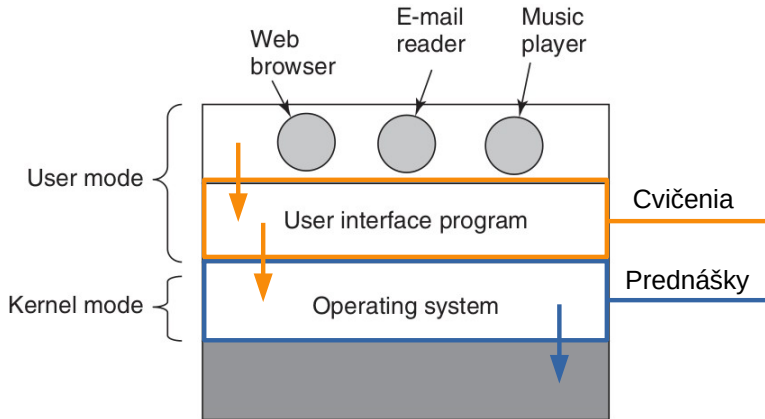 Web
browser
E-mail
reader
Music
player
User mode
User interface program
Cvičenia
Kernel mode
Operating system
Prednášky